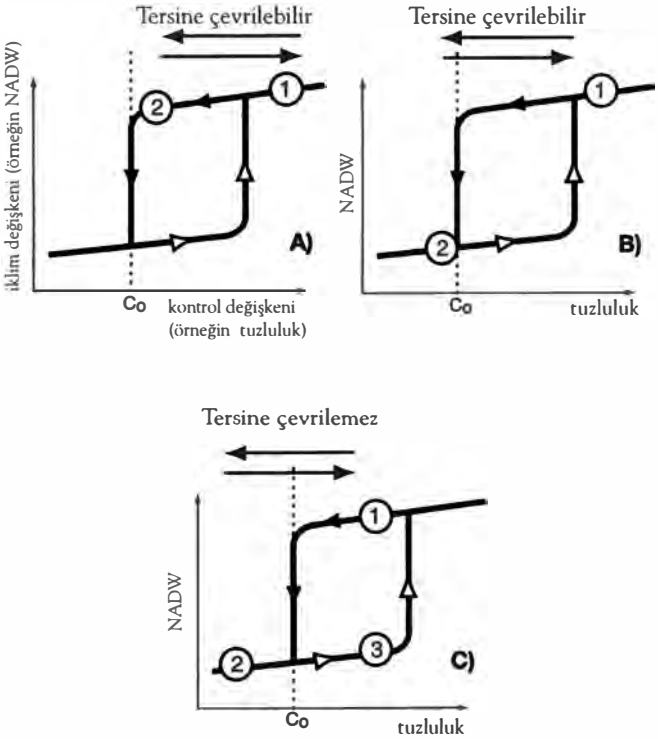 Tersine çevrilebilir
iklim değişkeni (örneğin NADW)
1
2
A)
Co
kontrol değişkeni
(örneğin tuzluluk)
Tersine çevrilebilir
NADW
1
2
B)
Co
tuzluluk
Tersine çevrilemez
NADW
1
2
3
C)
Co
tuzluluk